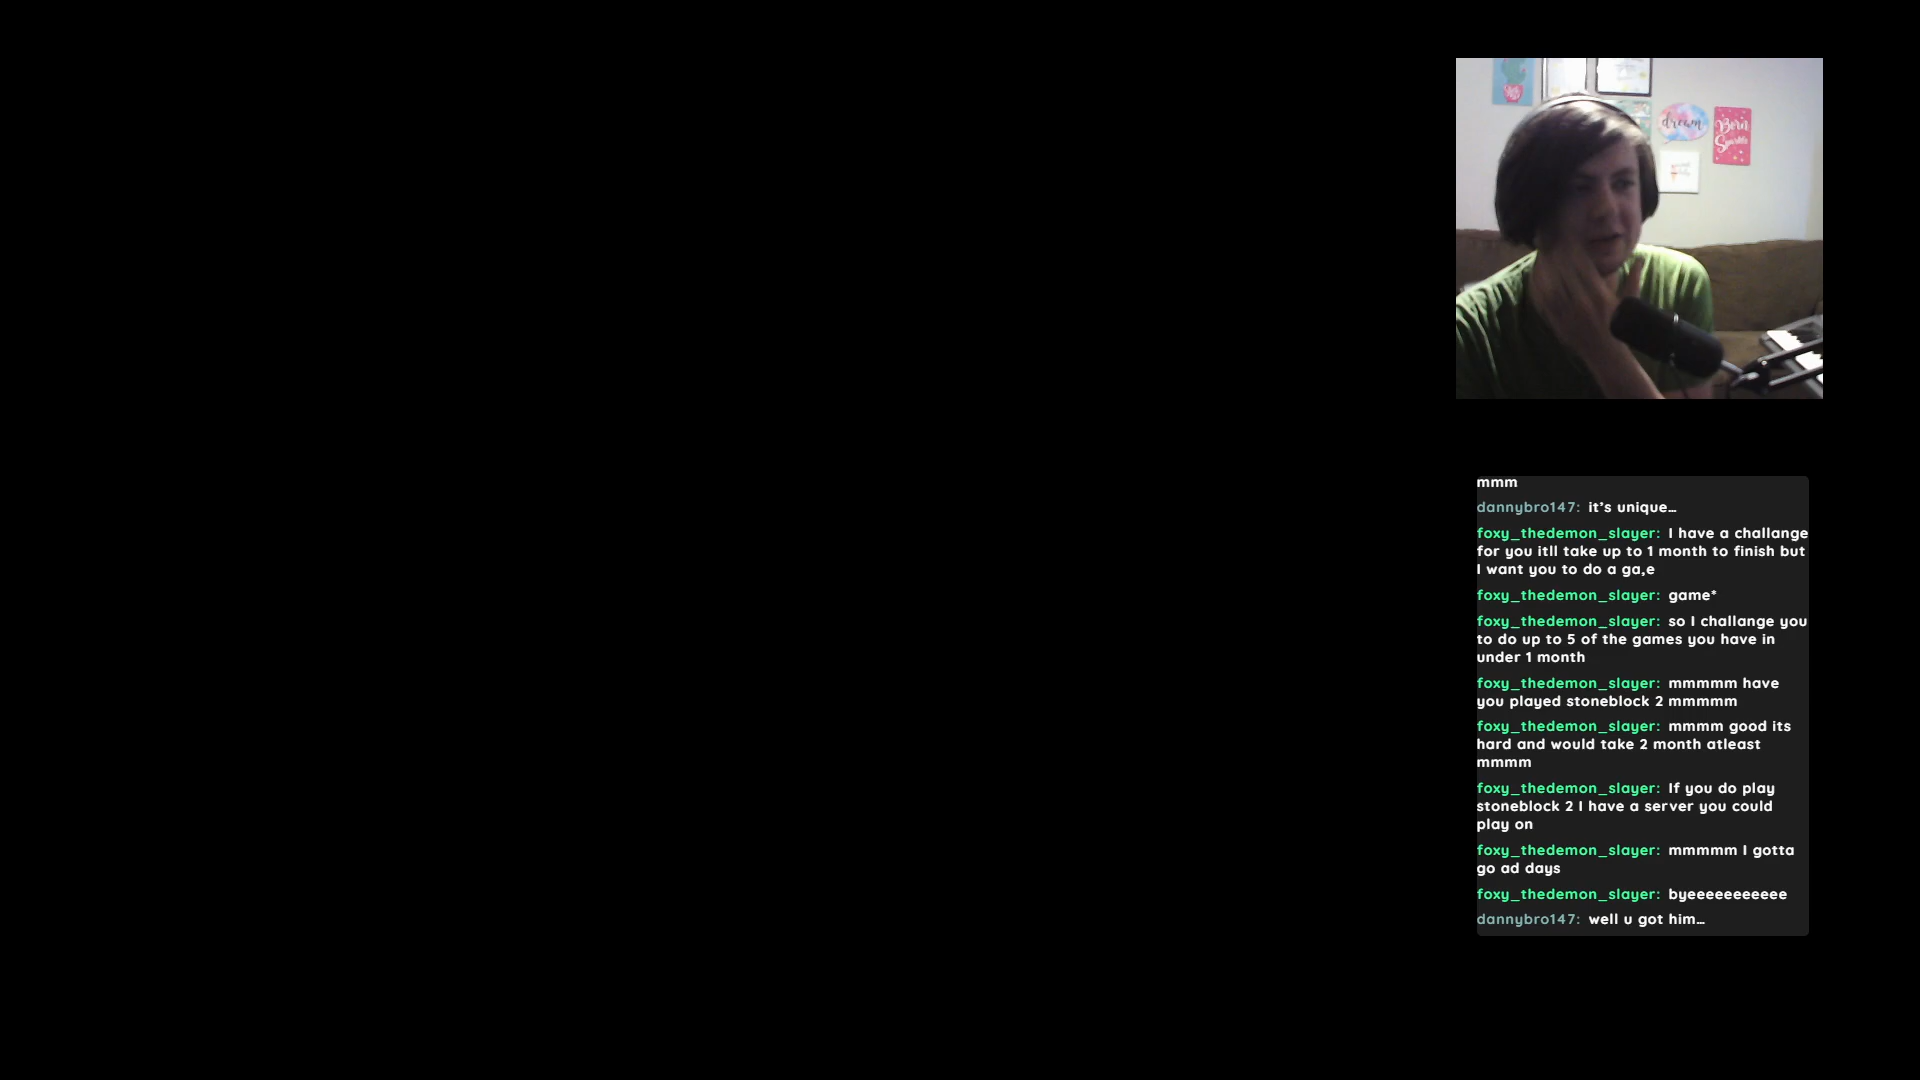 dream
Born
mmm
dannybro147: it's unique…
foxy_thedemon_slayer: I have a challange
for you itll take up to 1 month to finish but
I want you to do a ga,e
foxy_thedemon_slayer: game*
foxy_thedemon_slayer: so I challange you
to do up to 5 of the games you have in
under 1 month
foxy_thedemon_slayer: mmmmm have
you played stoneblock 2 mmmmm
foxy_thedemon_slayer: mmmm good its
hard and would take 2 month atleast
mmmm
foxy_thedemon_slayer: If you do play
stoneblock 2 I have a server you could
play on
foxy_thedemon_slayer: mmmmm I gotta
go ad days
foxy_thedemon_slayer: byeeeeeeeeeee
dannybro147: well u got him…